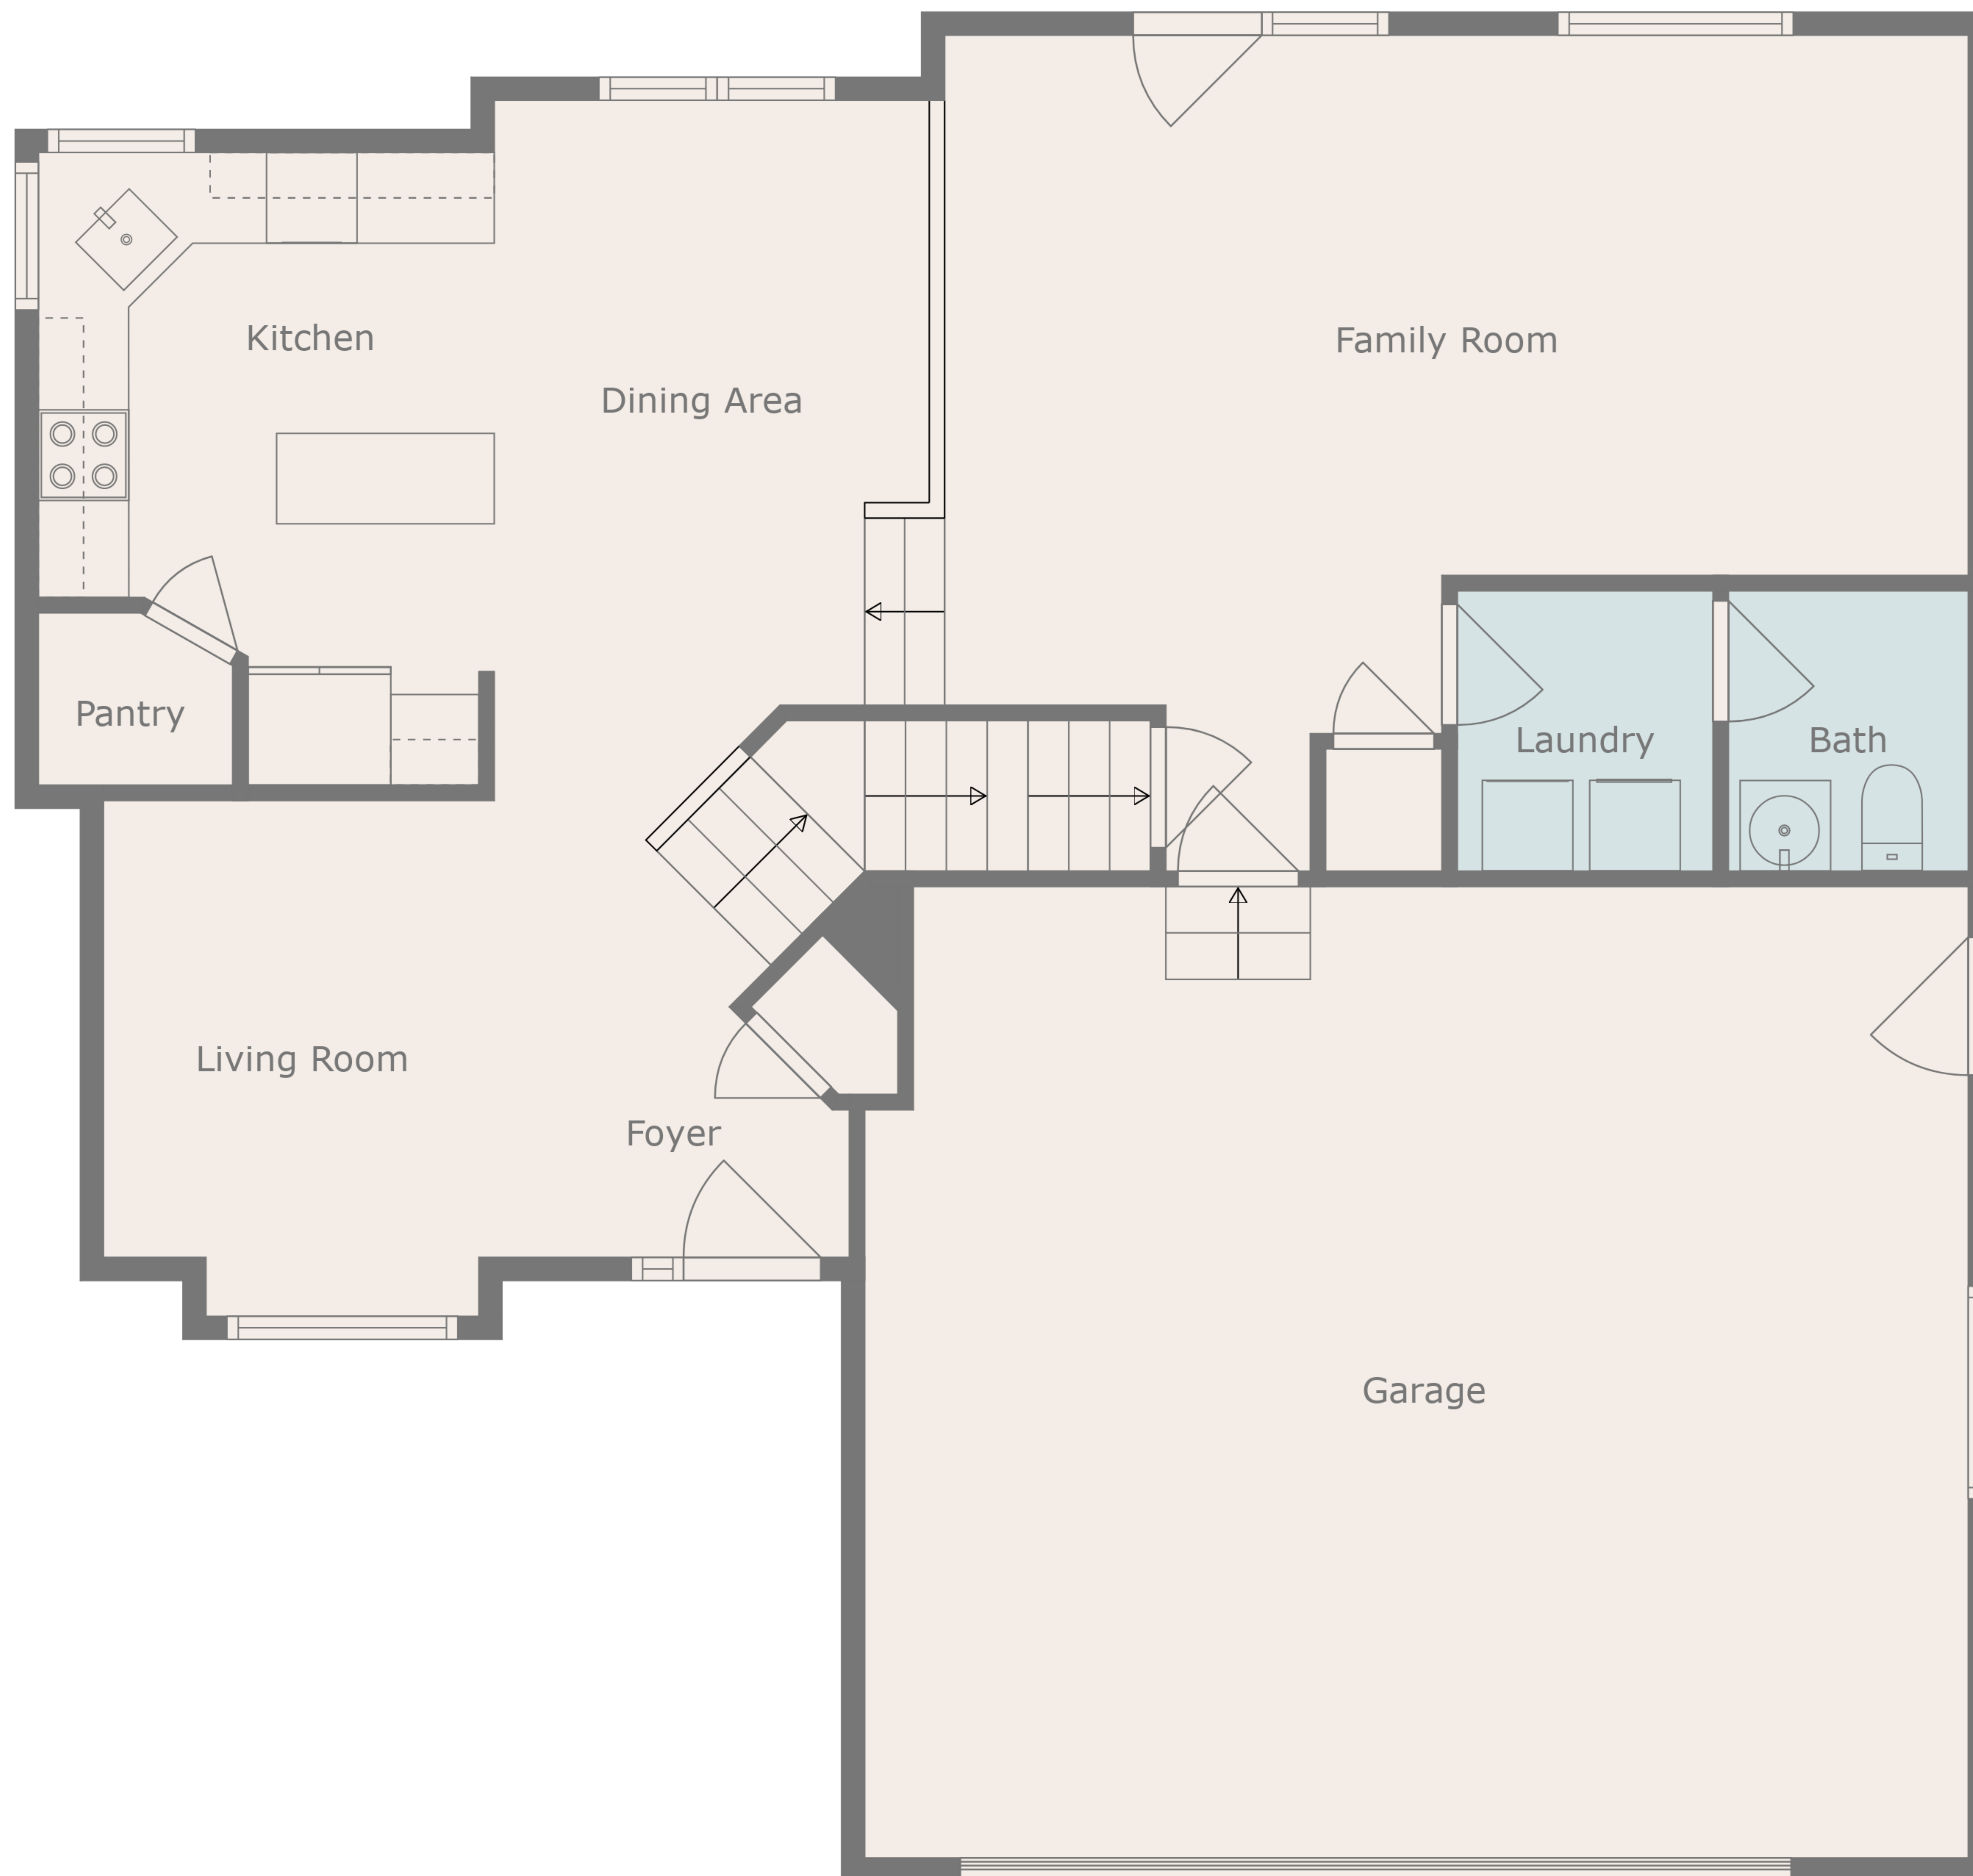 Kitchen
Family Room
Dining Area
Pantry
Laundry
Bath
Living Room
Foyer
Garage